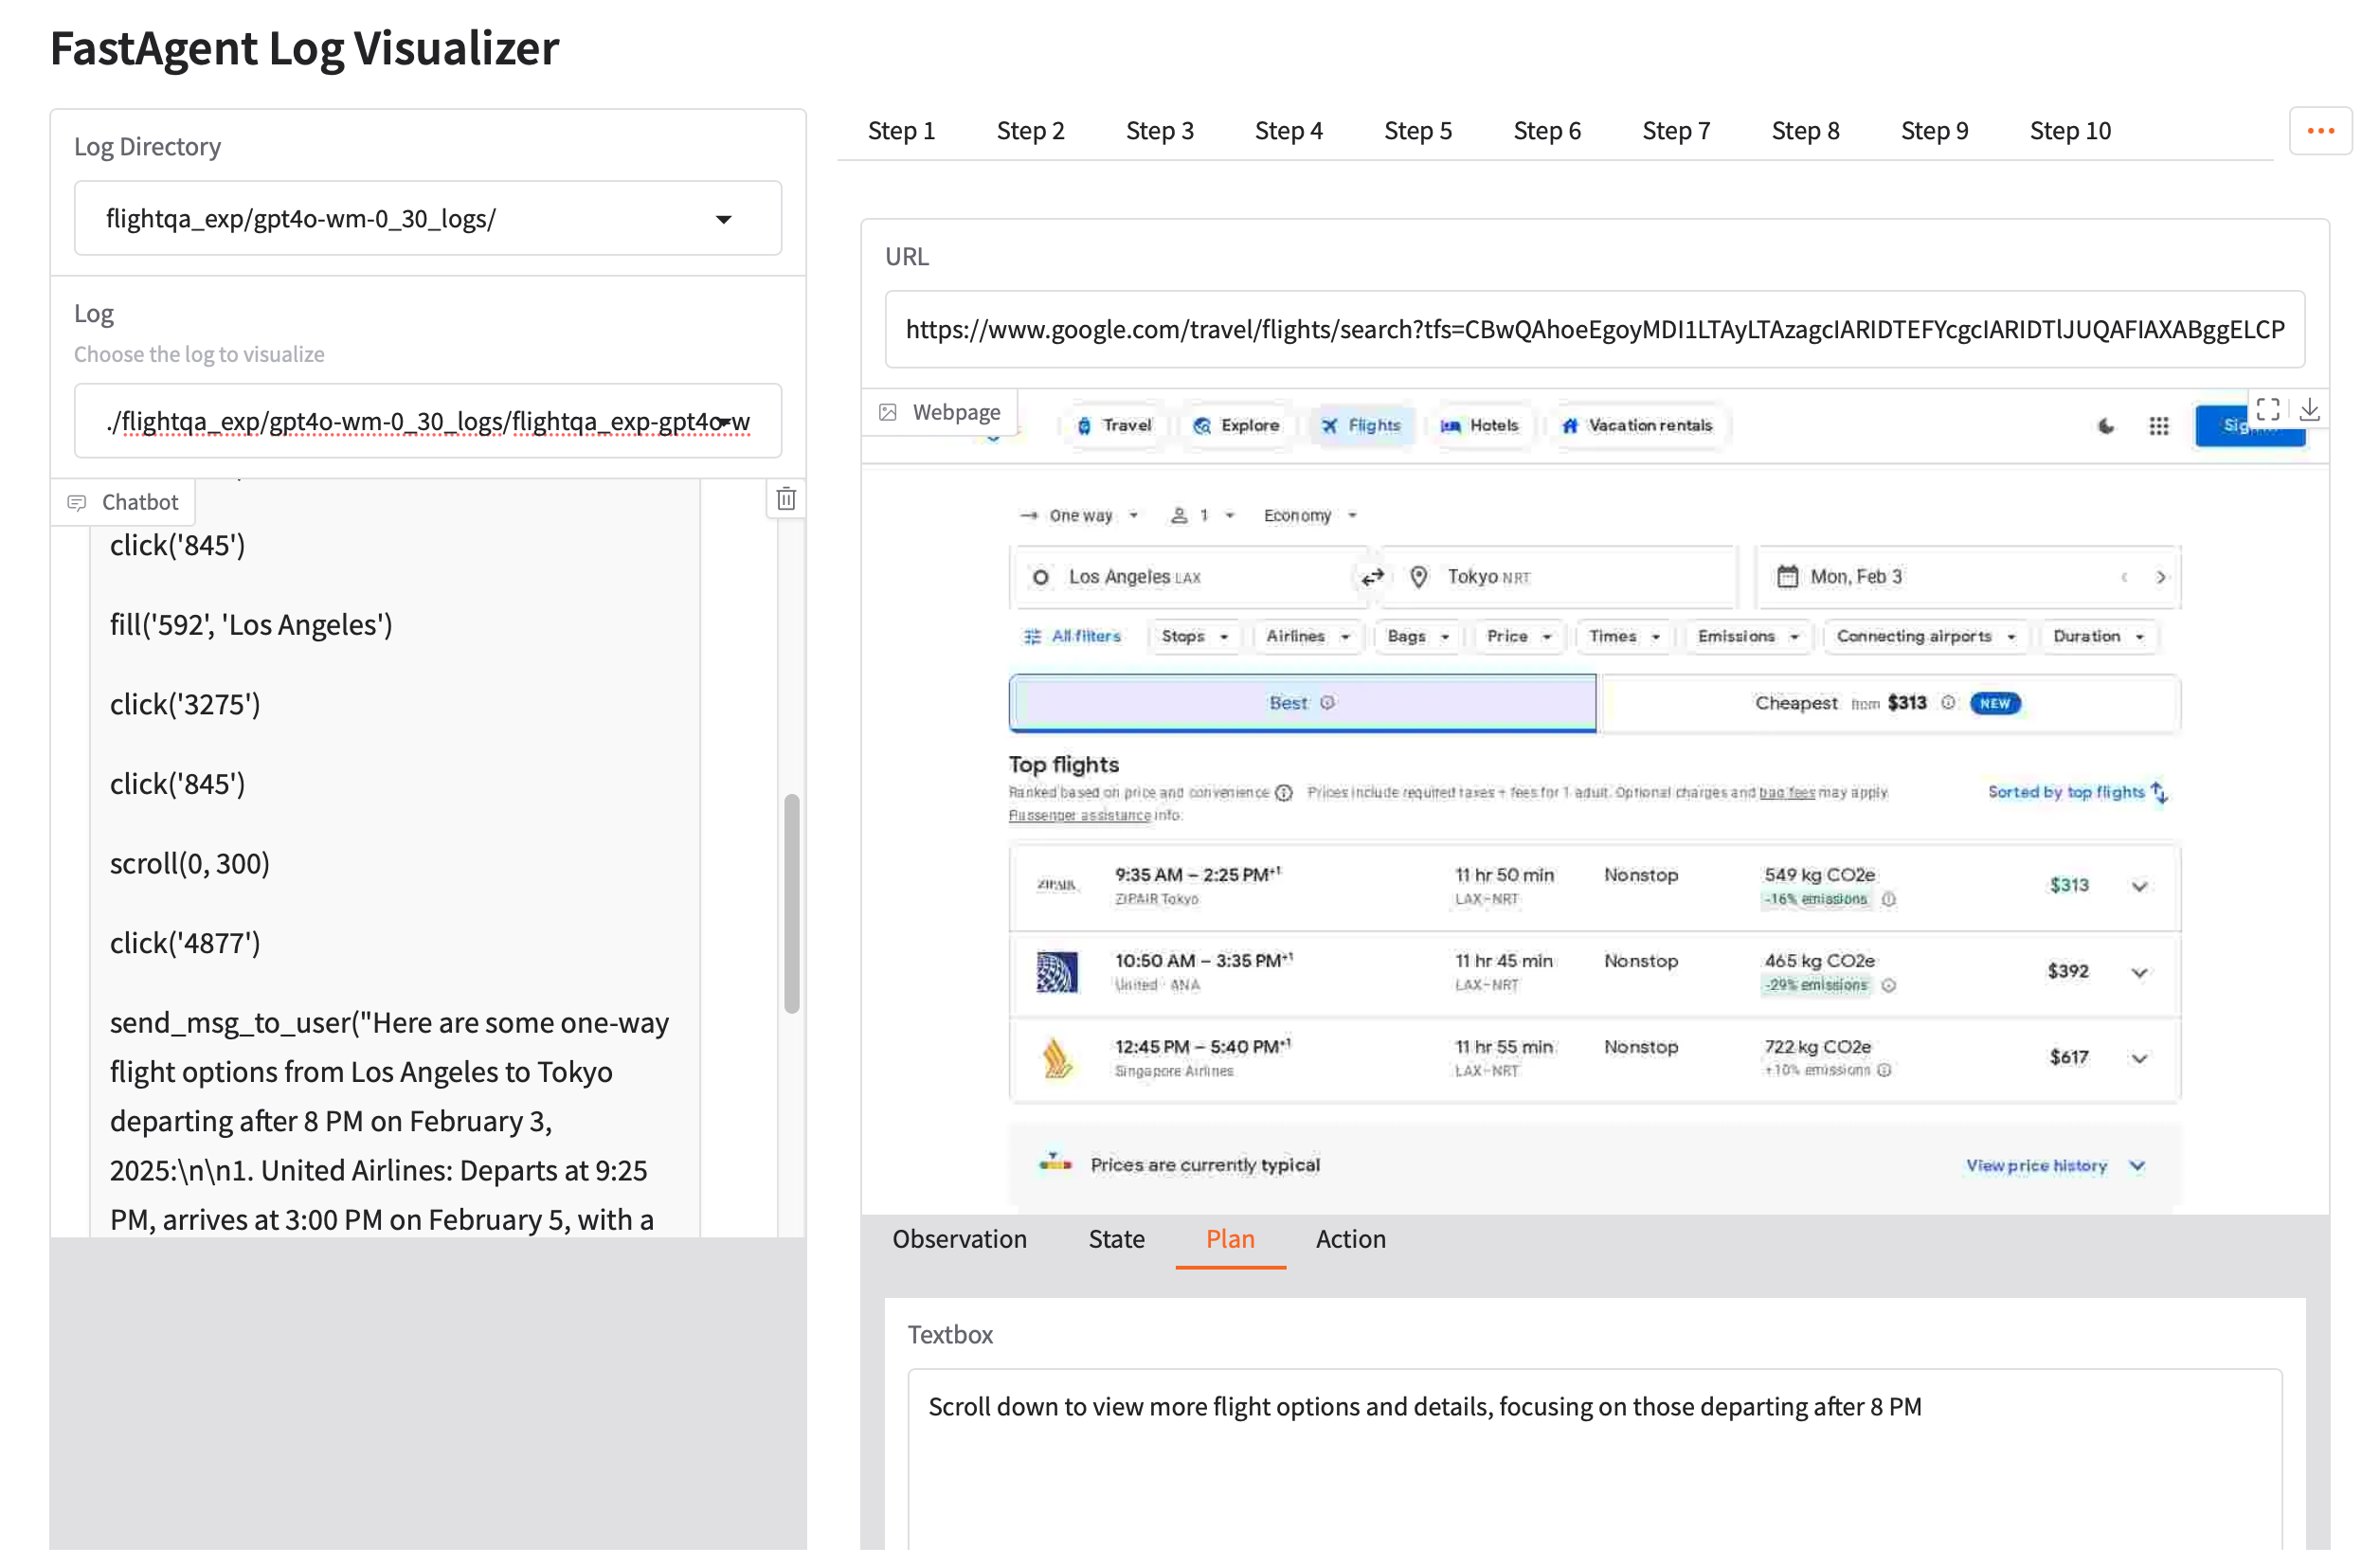 FastAgent Log Visualizer
Log Directory
flightqa_exp/gpt4o-wm-0_30_logs/
Log
Choose the log to visualize
./flightqa_exp/gpt4o-wm-0_30_logs/flightqa_exp-gpt4o-w
Chatbot
click('845')
fill('592', 'Los Angeles')
click('3275')
click('845')
scroll(0, 300)
click('4877')
send_msg_to_user("Here are some one-way
flight options from Los Angeles to Tokyo
departing after 8 PM on February 3,
2025:\n\n1. United Airlines: Departs at 9:25
PM, arrives at 3:00 PM on February 5, with a
Step 1 Step 2 Step 3 Step 4 Step 5 Step 6 Step 7 Step 8 Step 9 Step 10
URL
https://www.google.com/travel/flights/search?tfs=CBwQAhoeEgoyMDI1LTAyLTAzagcIARIDTEFYcgcIARIDTlJUQAFIAXABggELCP
Webpage
Travel Explore Flights Hotels Vacation rentals
One way 1 Economy
Los Angeles LAX Tokyo NRT Mon, Feb 3
All filters Stops Airlines Bags Price Times Emissions Connecting airports Duration
Best Cheapest from $313 NEW
Top flights
Ranked based on price and convenience Prices include required taxes + fees for 1 adult. Optional charges and bag fees may apply.
Passenger assistance info.
Sorted by top flights
ZIPAIR 9:35 AM – 2:25 PM+1 11 hr 50 min Nonstop 549 kg CO2e $313
ZIPAIR Tokyo LAX–NRT -16% emissions
10:50 AM – 3:35 PM+1 11 hr 45 min Nonstop 465 kg CO2e $392
United · ANA LAX–NRT -29% emissions
12:45 PM – 5:40 PM+1 11 hr 55 min Nonstop 722 kg CO2e $617
Singapore Airlines LAX–NRT +10% emissions
Prices are currently typical View price history
Observation State Plan Action
Textbox
Scroll down to view more flight options and details, focusing on those departing after 8 PM